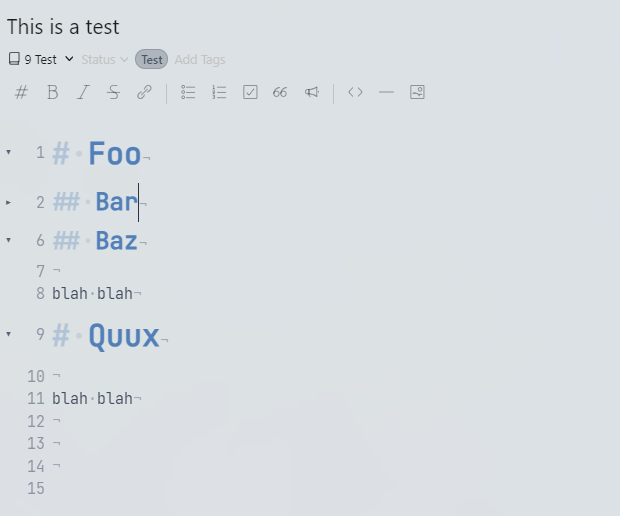 This is a test
9 Test Status Test Add Tags
1 # Foo
2 ## Bar
6 ## Baz
7
8 blah blah
9 # Quux
10
11 blah blah
12
13
14
15